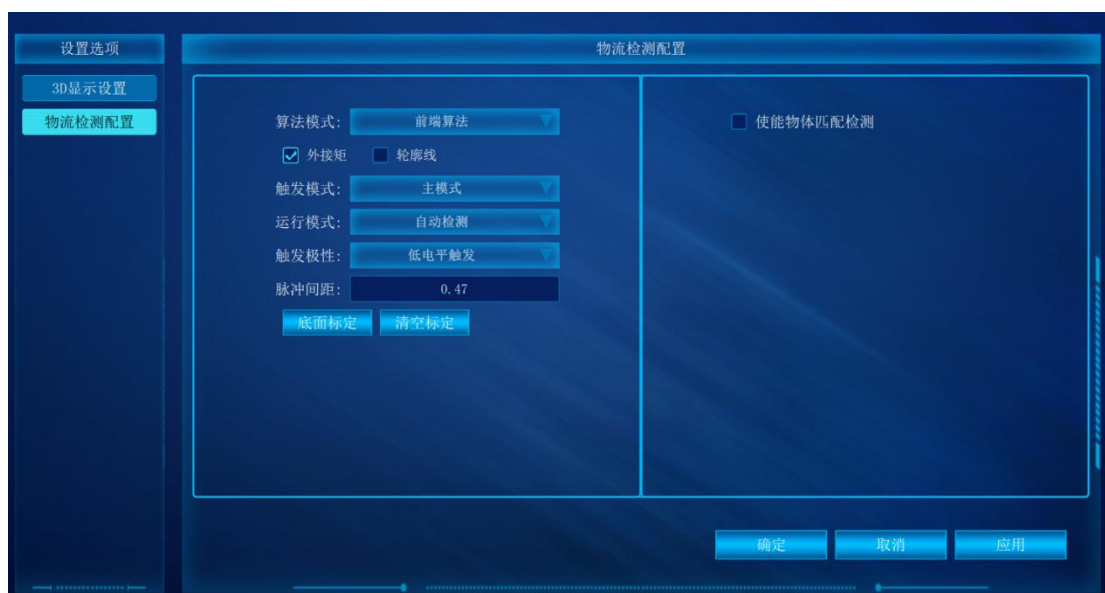 设置选项
物流检测配置
3D显示设置
物流检测配置
算法模式: 前端算法
外接矩 轮廓线
触发模式: 主模式
运行模式: 自动检测
触发极性: 低电平触发
脉冲间距: 0.47
底面标定 清空标定
使能物体匹配检测
确定 取消 应用